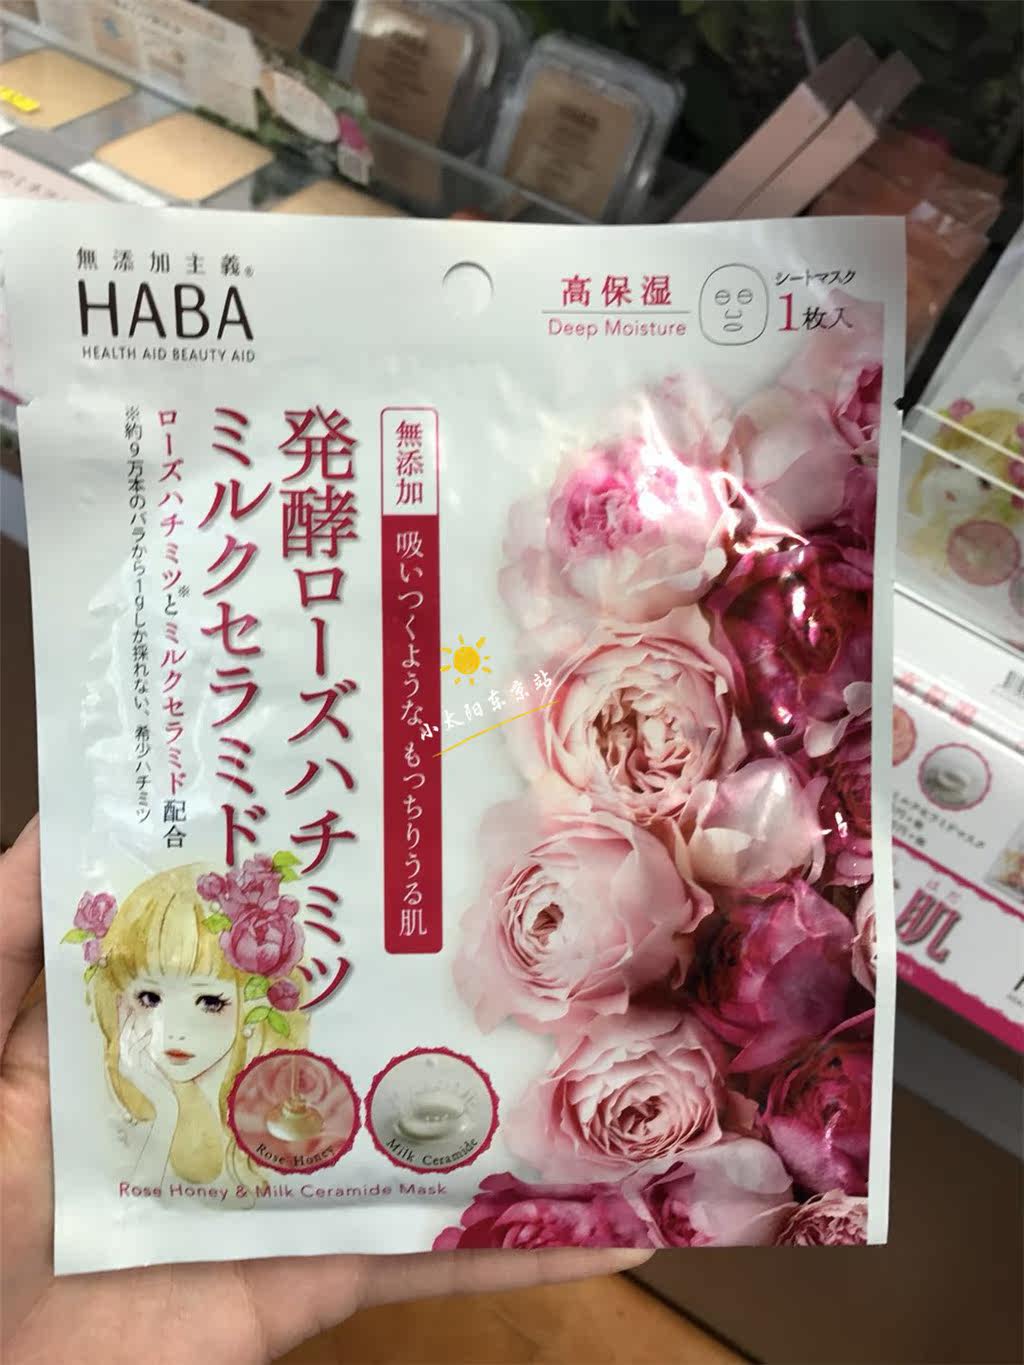 無添加主義®
HABA
HEALTH AID BEAUTY AID
高保湿
Deep Moisture
シートマスク
1枚入
無添加
吸いつくような もっちりうる肌
発酵ローズハチミツ
ミルクセラミド
ローズハチミツ※とミルクセラミド配合
※約9万本のバラから1gしか採れない、希少ハチミツ
小太阳东京站
Rose Honey
Milk Ceramide
Rose Honey & Milk Ceramide Mask
肌